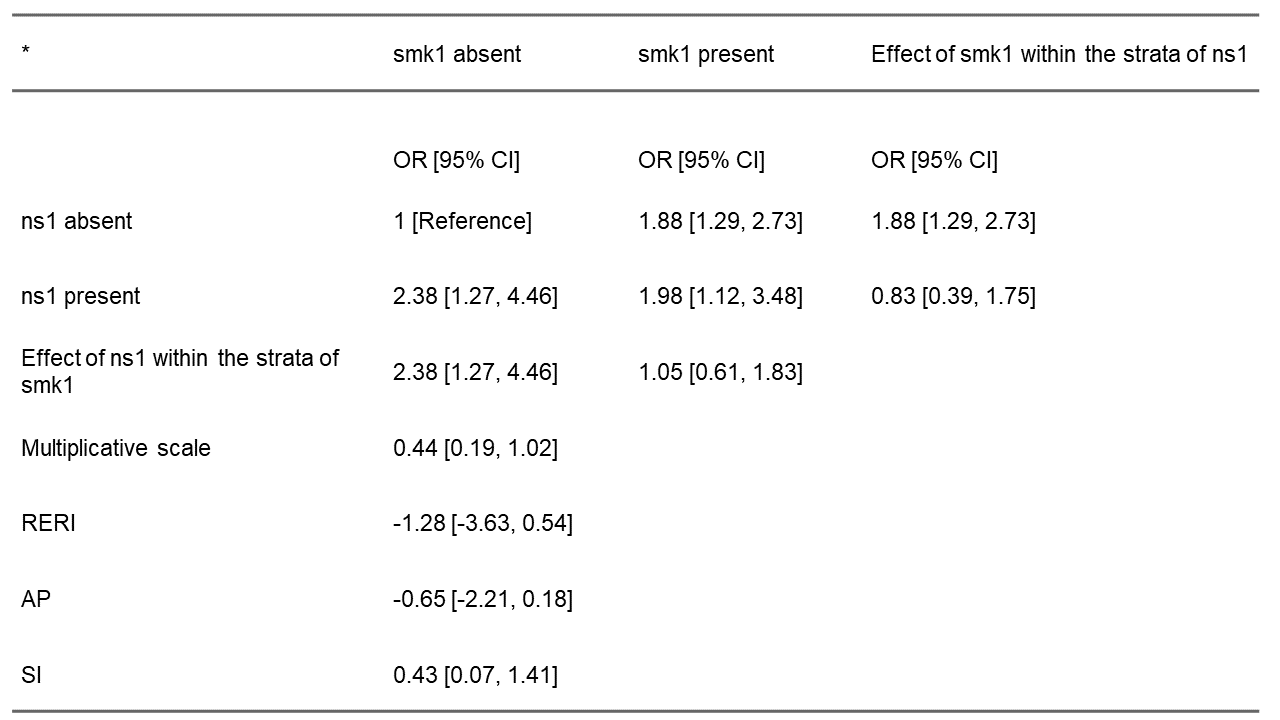 * smk1 absent smk1 present Effect of smk1 within the strata of ns1
OR [95% CI] OR [95% CI] OR [95% CI]
ns1 absent 1 [Reference] 1.88 [1.29, 2.73] 1.88 [1.29, 2.73]
ns1 present 2.38 [1.27, 4.46] 1.98 [1.12, 3.48] 0.83 [0.39, 1.75]
Effect of ns1 within the strata of
smk1 2.38 [1.27, 4.46] 1.05 [0.61, 1.83]
Multiplicative scale 0.44 [0.19, 1.02]
RERI -1.28 [-3.63, 0.54]
AP -0.65 [-2.21, 0.18]
SI 0.43 [0.07, 1.41]